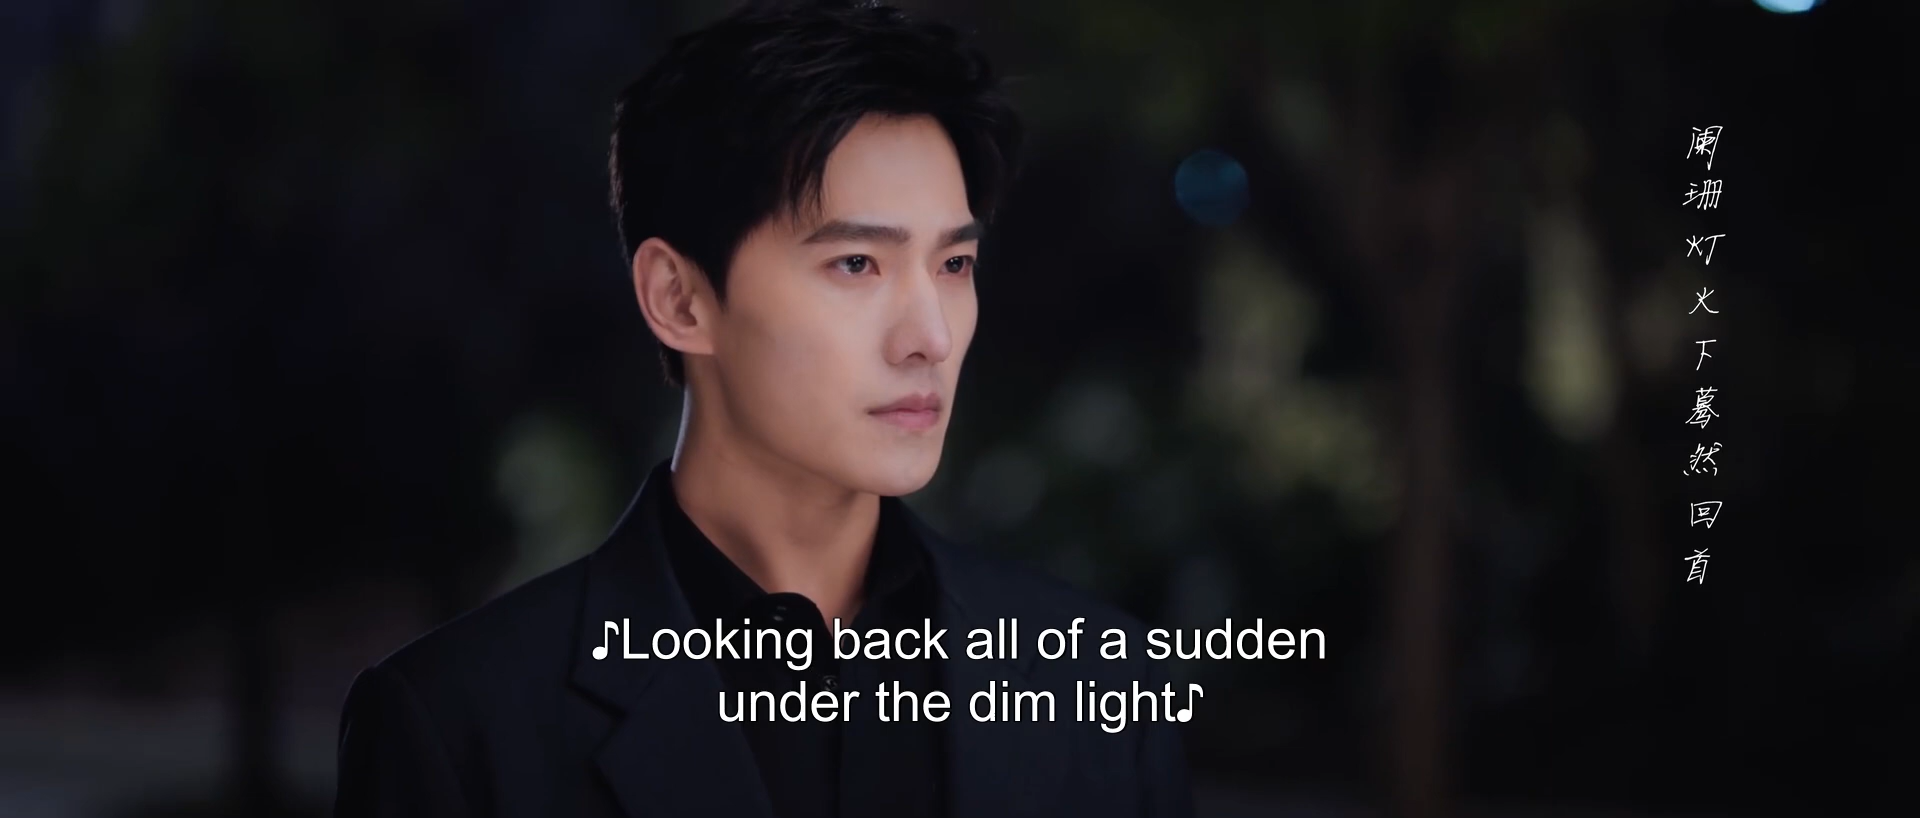 阑珊灯火下蓦然回首
♪Looking back all of a sudden
under the dim light♪